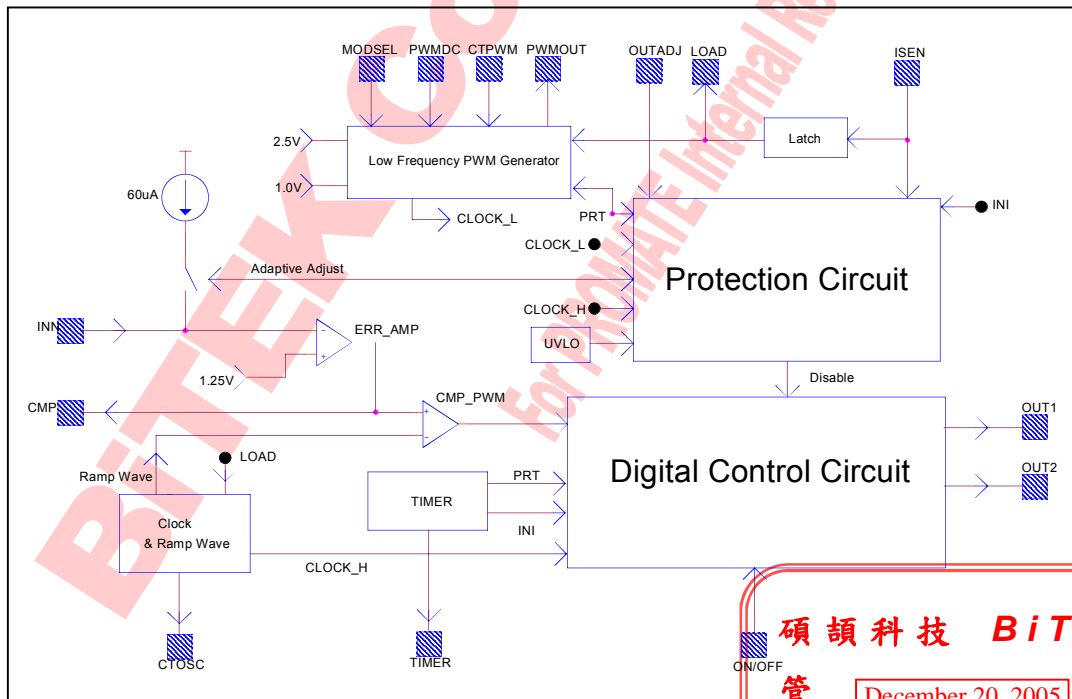 BiTEK Co
For PROMATE Internal Re
MODSEL PWMDC CTPWM PWMOUT OUTADJ LOAD ISEN
2.5V
Low Frequency PWM Generator
Latch
1.0V
60uA
CLOCK_L
PRT
INI
CLOCK_L
Protection Circuit
Adaptive Adjust
CLOCK_H
INN
ERR_AMP
UVLO
-
+
1.25V
Disable
CMP
CMP_PWM
+
-
OUT1
LOAD
Ramp Wave
Digital Control Circuit
OUT2
PRT
TIMER
Clock
& Ramp Wave
INI
CLOCK_H
CTOSC
TIMER
ON/OFF
碩頡科技 BiT
管
December 20, 2005